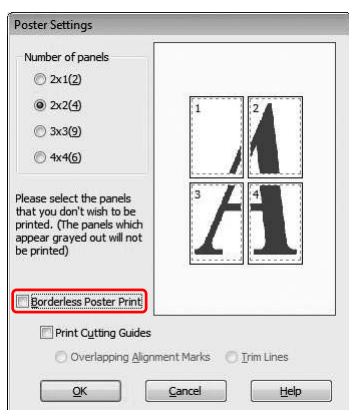 Poster Settings
Number of panels
2x1(2)
2x2(4)
3x3(9)
4x4(6)
1 2
3 4
A
Please select the panels
that you don't wish to be
printed. (The panels which
appear grayed out will not
be printed)
Borderless Poster Print
Print Cutting Guides
Overlapping Alignment Marks Trim Lines
OK Cancel Help